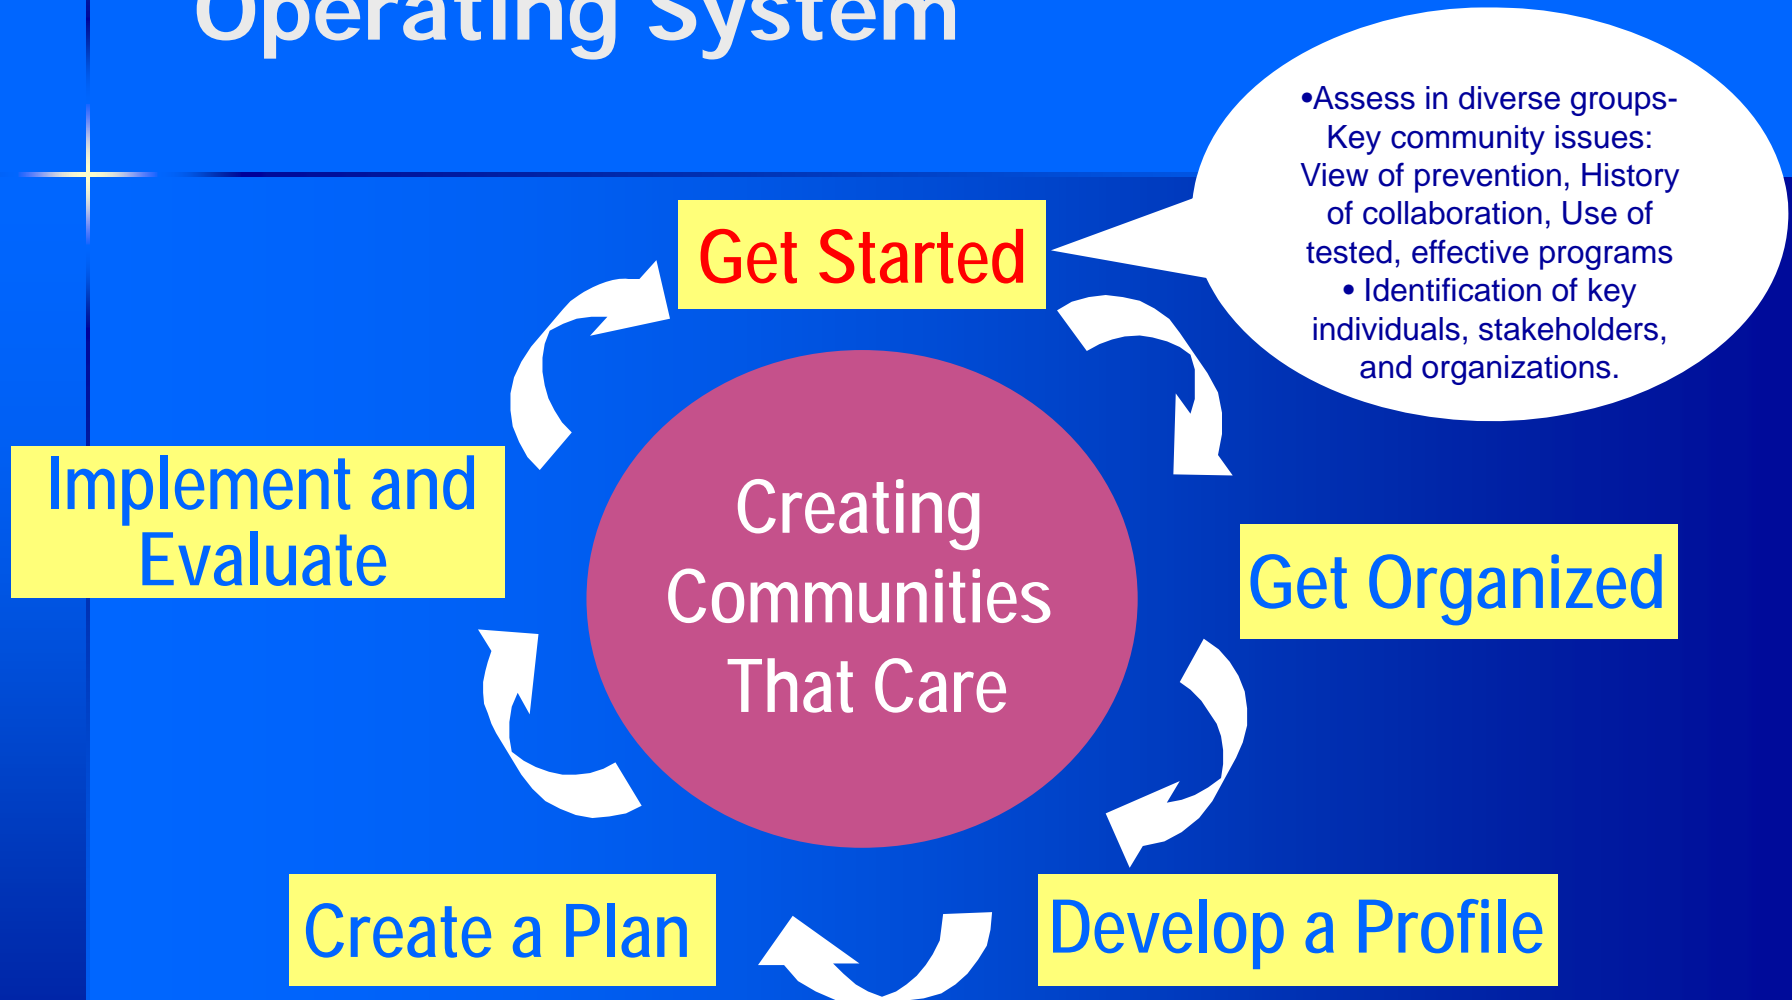 Operating System
•Assess in diverse groups-
Key community issues:
View of prevention, History
of collaboration, Use of
tested, effective programs
• Identification of key
individuals, stakeholders,
and organizations.
Get Started
Implement and
Evaluate
Creating
Communities
That Care
Get Organized
Create a Plan
Develop a Profile